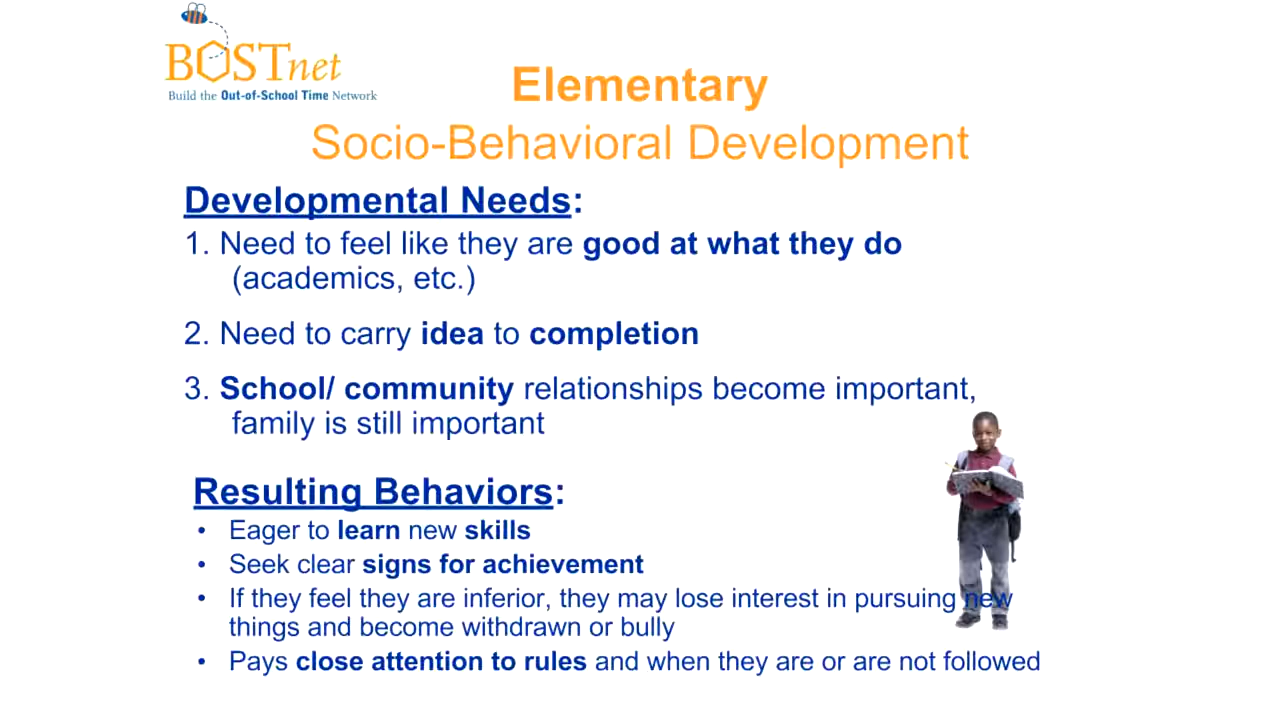 BOSTnet
Build the Out-of-School Time Network
Elementary
Socio-Behavioral Development
Developmental Needs:
1. Need to feel like they are good at what they do
(academics, etc.)
2. Need to carry idea to completion
3. School/ community relationships become important,
family is still important
Resulting Behaviors:
• Eager to learn new skills
• Seek clear signs for achievement
• If they feel they are inferior, they may lose interest in pursuing new
things and become withdrawn or bully
• Pays close attention to rules and when they are or are not followed